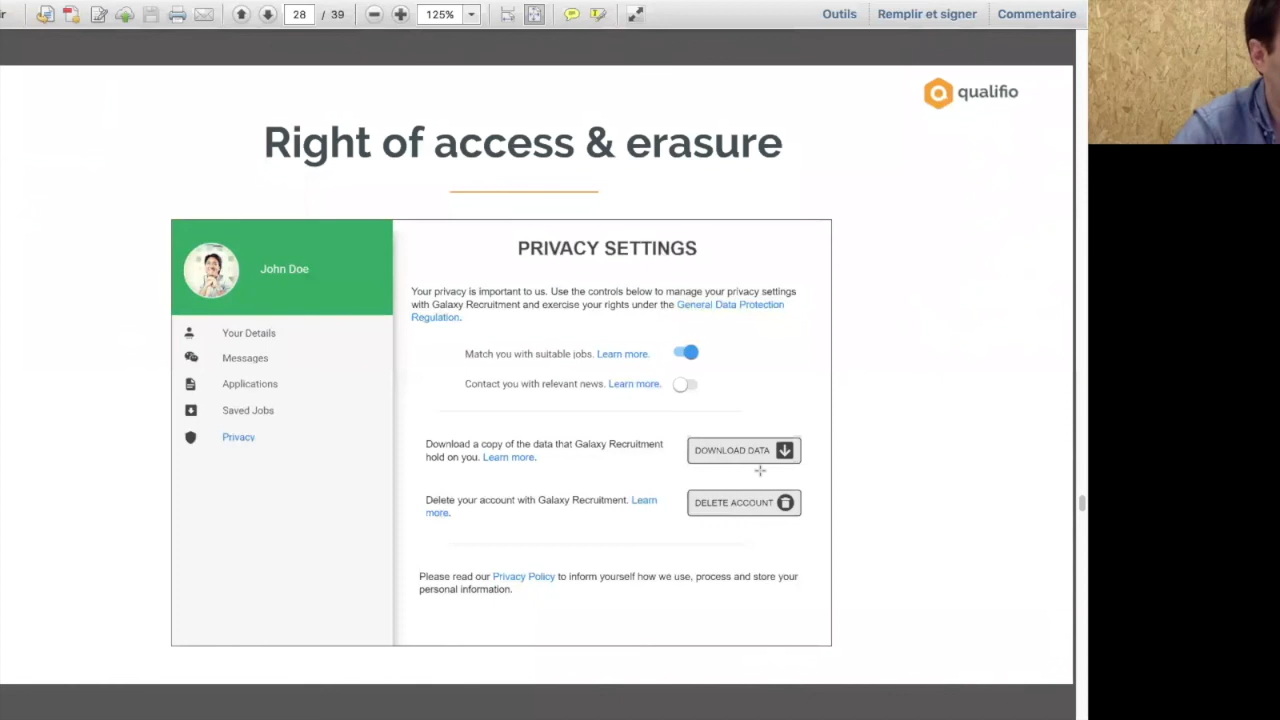 r
28 / 39
125%
Outils
Remplir et signer
Commentaire
qualifio
Right of access & erasure
John Doe
Your Details
Messages
Applications
Saved Jobs
Privacy
PRIVACY SETTINGS
Your privacy is important to us. Use the controls below to manage your privacy settings
with Galaxy Recruitment and exercise your rights under the General Data Protection
Regulation.
Match you with suitable jobs. Learn more.
Contact you with relevant news. Learn more.
Download a copy of the data that Galaxy Recruitment
hold on you. Learn more.
DOWNLOAD DATA
Delete your account with Galaxy Recruitment. Learn
more.
DELETE ACCOUNT
Please read our Privacy Policy to inform yourself how we use, process and store your
personal information.